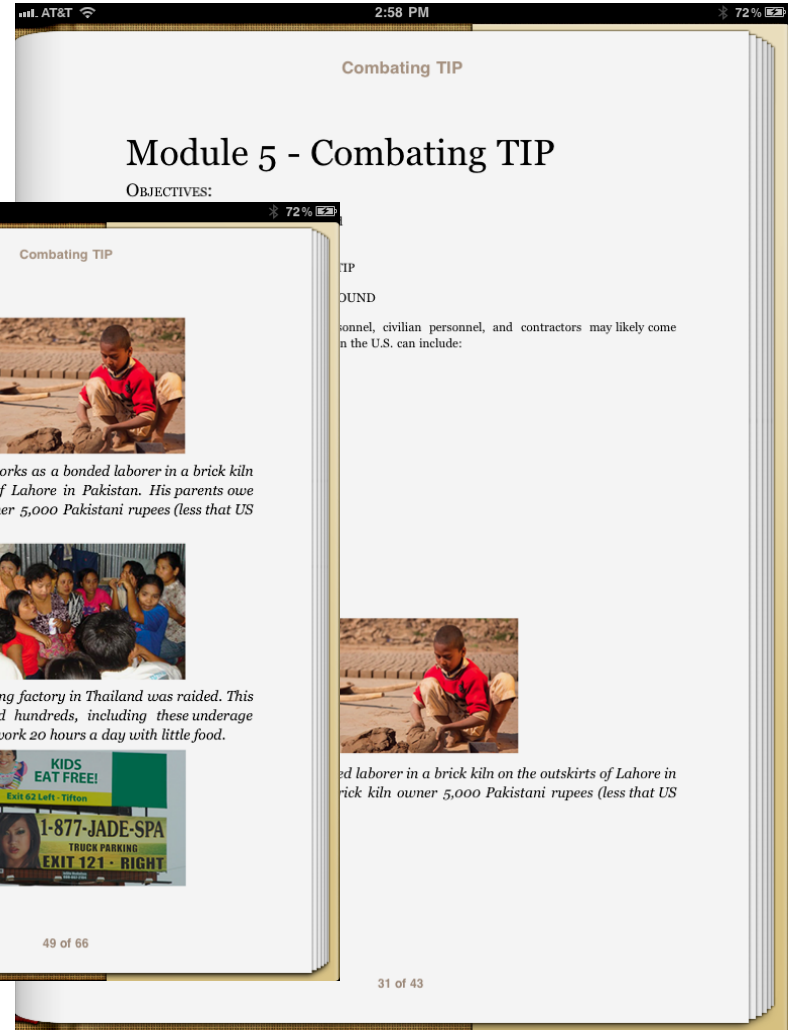 AT&T
2:58 PM
72%
Combating TIP
Module 5 - Combating TIP
OBJECTIVES:
TIP
OUND
sonnel, civilian personnel, and contractors may likely come
n the U.S. can include:
ed laborer in a brick kiln on the outskirts of Lahore in
rick kiln owner 5,000 Pakistani rupees (less that US
31 of 43
72%
Combating TIP
orks as a bonded laborer in a brick kiln
f Lahore in Pakistan. His parents owe
er 5,000 Pakistani rupees (less that US
ng factory in Thailand was raided. This
d hundreds, including these underage
work 20 hours a day with little food.
KIDS
EAT FREE!
Exit 62 Left - Tifton
1-877-JADE-SPA
TRUCK PARKING
EXIT 121 - RIGHT
49 of 66